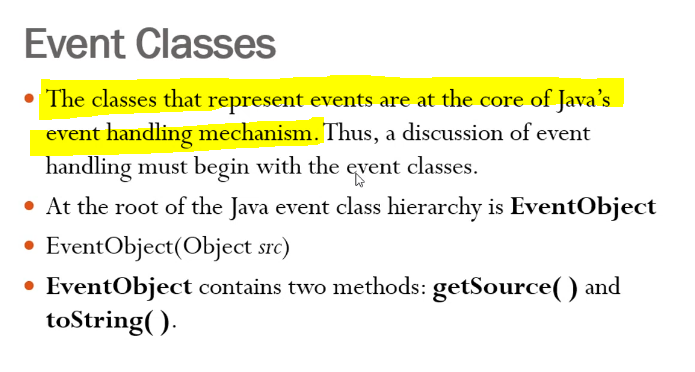 Event Classes
• The classes that represent events are at the core of Java’s
event handling mechanism. Thus, a discussion of event
handling must begin with the event classes.
• At the root of the Java event class hierarchy is EventObject
• EventObject(Object src)
• EventObject contains two methods: getSource( ) and
toString( ).